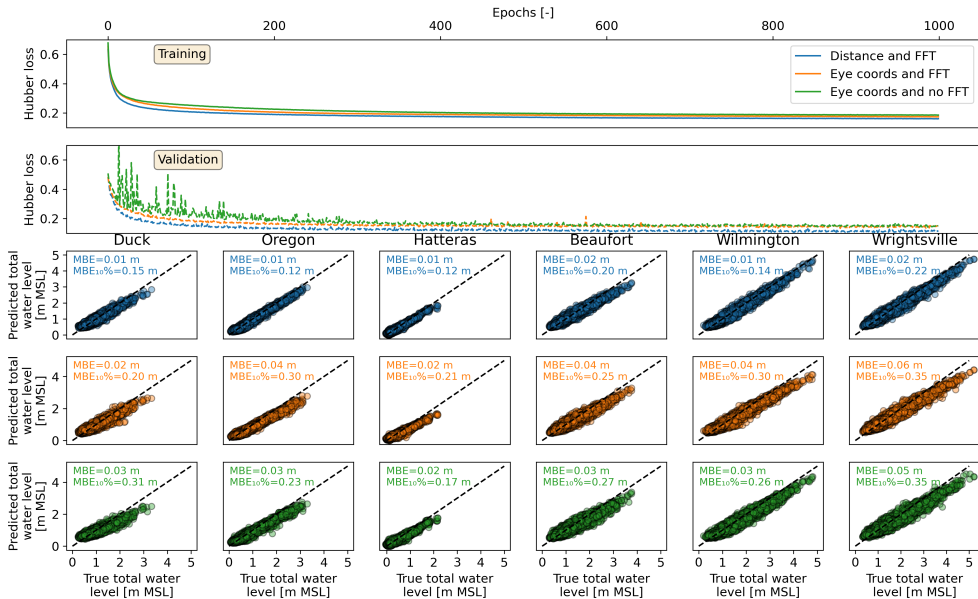 Epochs [-]
0 200 400 600 800 1000
Hubber loss
0.6
0.4
0.2
Training
Distance and FFT
Eye coords and FFT
Eye coords and no FFT
Hubber loss
0.6
0.4
0.2
Validation
Duck Oregon Hatteras Beaufort Wilmington Wrightsville
Predicted total
water level
[m MSL]
5
4
3
2
1
0
MBE=0.01 m
MBE₁₀%=0.15 m
MBE=0.01 m
MBE₁₀%=0.12 m
MBE=0.01 m
MBE₁₀%=0.12 m
MBE=0.02 m
MBE₁₀%=0.20 m
MBE=0.01 m
MBE₁₀%=0.14 m
MBE=0.02 m
MBE₁₀%=0.22 m
Predicted total
water level
[m MSL]
4
2
0
MBE=0.02 m
MBE₁₀%=0.20 m
MBE=0.04 m
MBE₁₀%=0.30 m
MBE=0.02 m
MBE₁₀%=0.21 m
MBE=0.04 m
MBE₁₀%=0.25 m
MBE=0.04 m
MBE₁₀%=0.30 m
MBE=0.06 m
MBE₁₀%=0.35 m
Predicted total
water level
[m MSL]
4
2
0
MBE=0.03 m
MBE₁₀%=0.31 m
MBE=0.03 m
MBE₁₀%=0.23 m
MBE=0.02 m
MBE₁₀%=0.17 m
MBE=0.03 m
MBE₁₀%=0.27 m
MBE=0.03 m
MBE₁₀%=0.26 m
MBE=0.05 m
MBE₁₀%=0.35 m
0 1 2 3 4 5
0 1 2 3 4 5
0 1 2 3 4 5
0 1 2 3 4 5
0 1 2 3 4 5
0 1 2 3 4 5
True total water
level [m MSL]
True total water
level [m MSL]
True total water
level [m MSL]
True total water
level [m MSL]
True total water
level [m MSL]
True total water
level [m MSL]